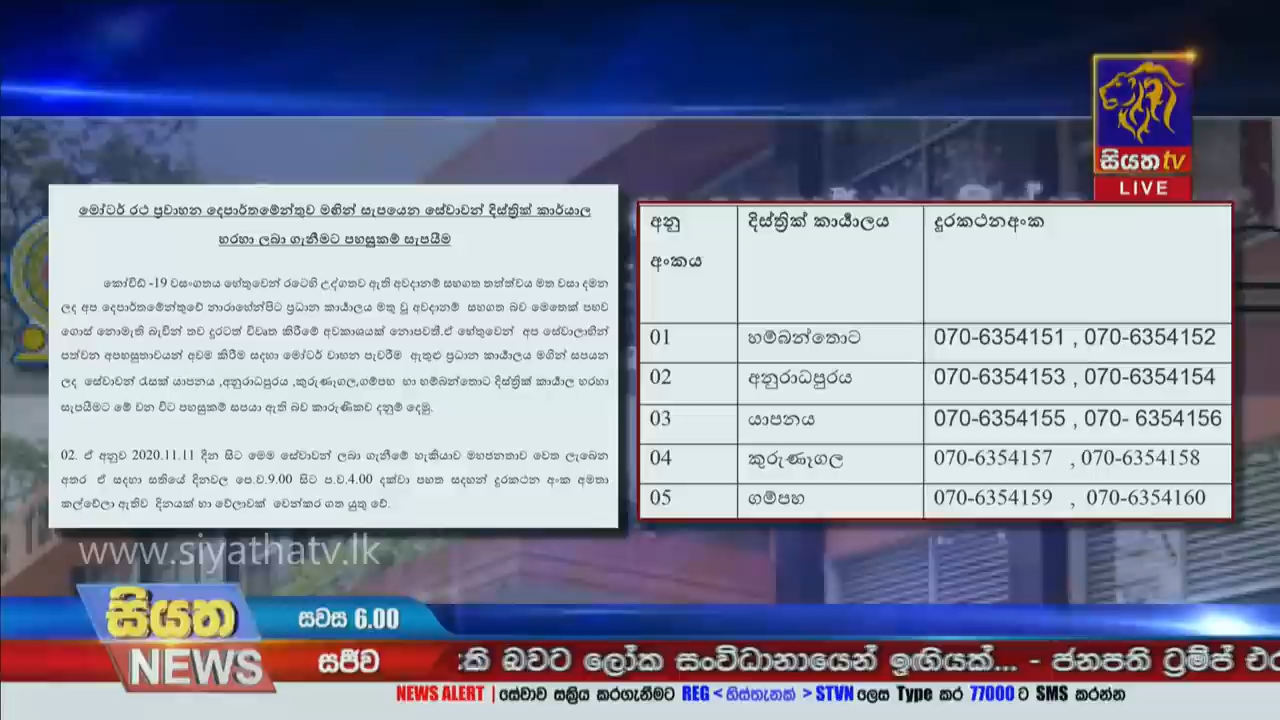 සියත tv
LIVE
මෝටර් රථ ප්‍රවාහන දෙපාර්තමේන්තුව මඟින් සැපයෙන සේවාවන් දිස්ත්‍රික් කාර්යාල
හරහා ලබා ගැනීමට පහසුකම් සැපයීම
කෝවිඩ් -19 වසංගතය හේතුවෙන් රටෙහි උද්ගතව ඇති අවදානම් සහගත තත්ත්වය මත වසා දමන
ලද අප දෙපාර්තමේන්තුවේ නාරාහේන්පිට ප්‍රධාන කාර්යාලය මතු වූ අවදානම් සහගත බව මෙතෙක් පහව
ගොස් නොමැති බැවින් තව දුරටත් විවෘත කිරීමේ අවකාශයක් නොපවතී.ඒ හේතුවෙන් අප සේවාලාභීන්
පත්වන අපහසුතාවයන් අවම කිරීම සදහා මෝටර් වාහන පැවරීම ඇතුළු ප්‍රධාන කාර්යාලය මගින් සපයන
ලද සේවාවන් රැසක් යාපනය ,අනුරාධපුරය ,කුරුණෑගල,ගම්පහ හා හම්බන්තොට දිස්ත්‍රික් කාර්යාල හරහා
සැපයීමට මේ වන විට පහසුකම් සපයා ඇති බව කාරුණිකව දනුම් දෙමු.
02. ඒ අනුව 2020.11.11 දින සිට මෙම සේවාවන් ලබා ගැනීමේ හැකියාව මහජනතාව වෙත ලැබෙන
අතර ඒ සදහා සතියේ දිනවල පෙ.ව.9.00 සිට ප.ව.4.00 දක්වා පහත සදහන් දුරකථන අංක අමතා
කල්වේලා ඇතිව දිනයක් හා වේලාවක් වෙන්කර ගත යුතු වේ.
අනු අංකය දිස්ත්‍රික් කාර්යාලය දුරකථනඅංක
01 හම්බන්තොට 070-6354151 , 070-6354152
02 අනුරාධපුරය 070-6354153 , 070-6354154
03 යාපනය 070-6354155 , 070- 6354156
04 කුරුණෑගල 070-6354157 , 070-6354158
05 ගම්පහ 070-6354159 , 070-6354160
www.siyathatv.lk
සියත
NEWS
සවස 6.00
සජීව
කි බවට ලෝක සංවිධානායෙන් ඉඟියක්... - ජනපති ට්‍රම්ප් එර
NEWS ALERT | සේවාව සක්‍රිය කරගැනීමට REG < හිස්තැනක් > STVN ලෙස Type කර 77000 ට SMS කරන්න